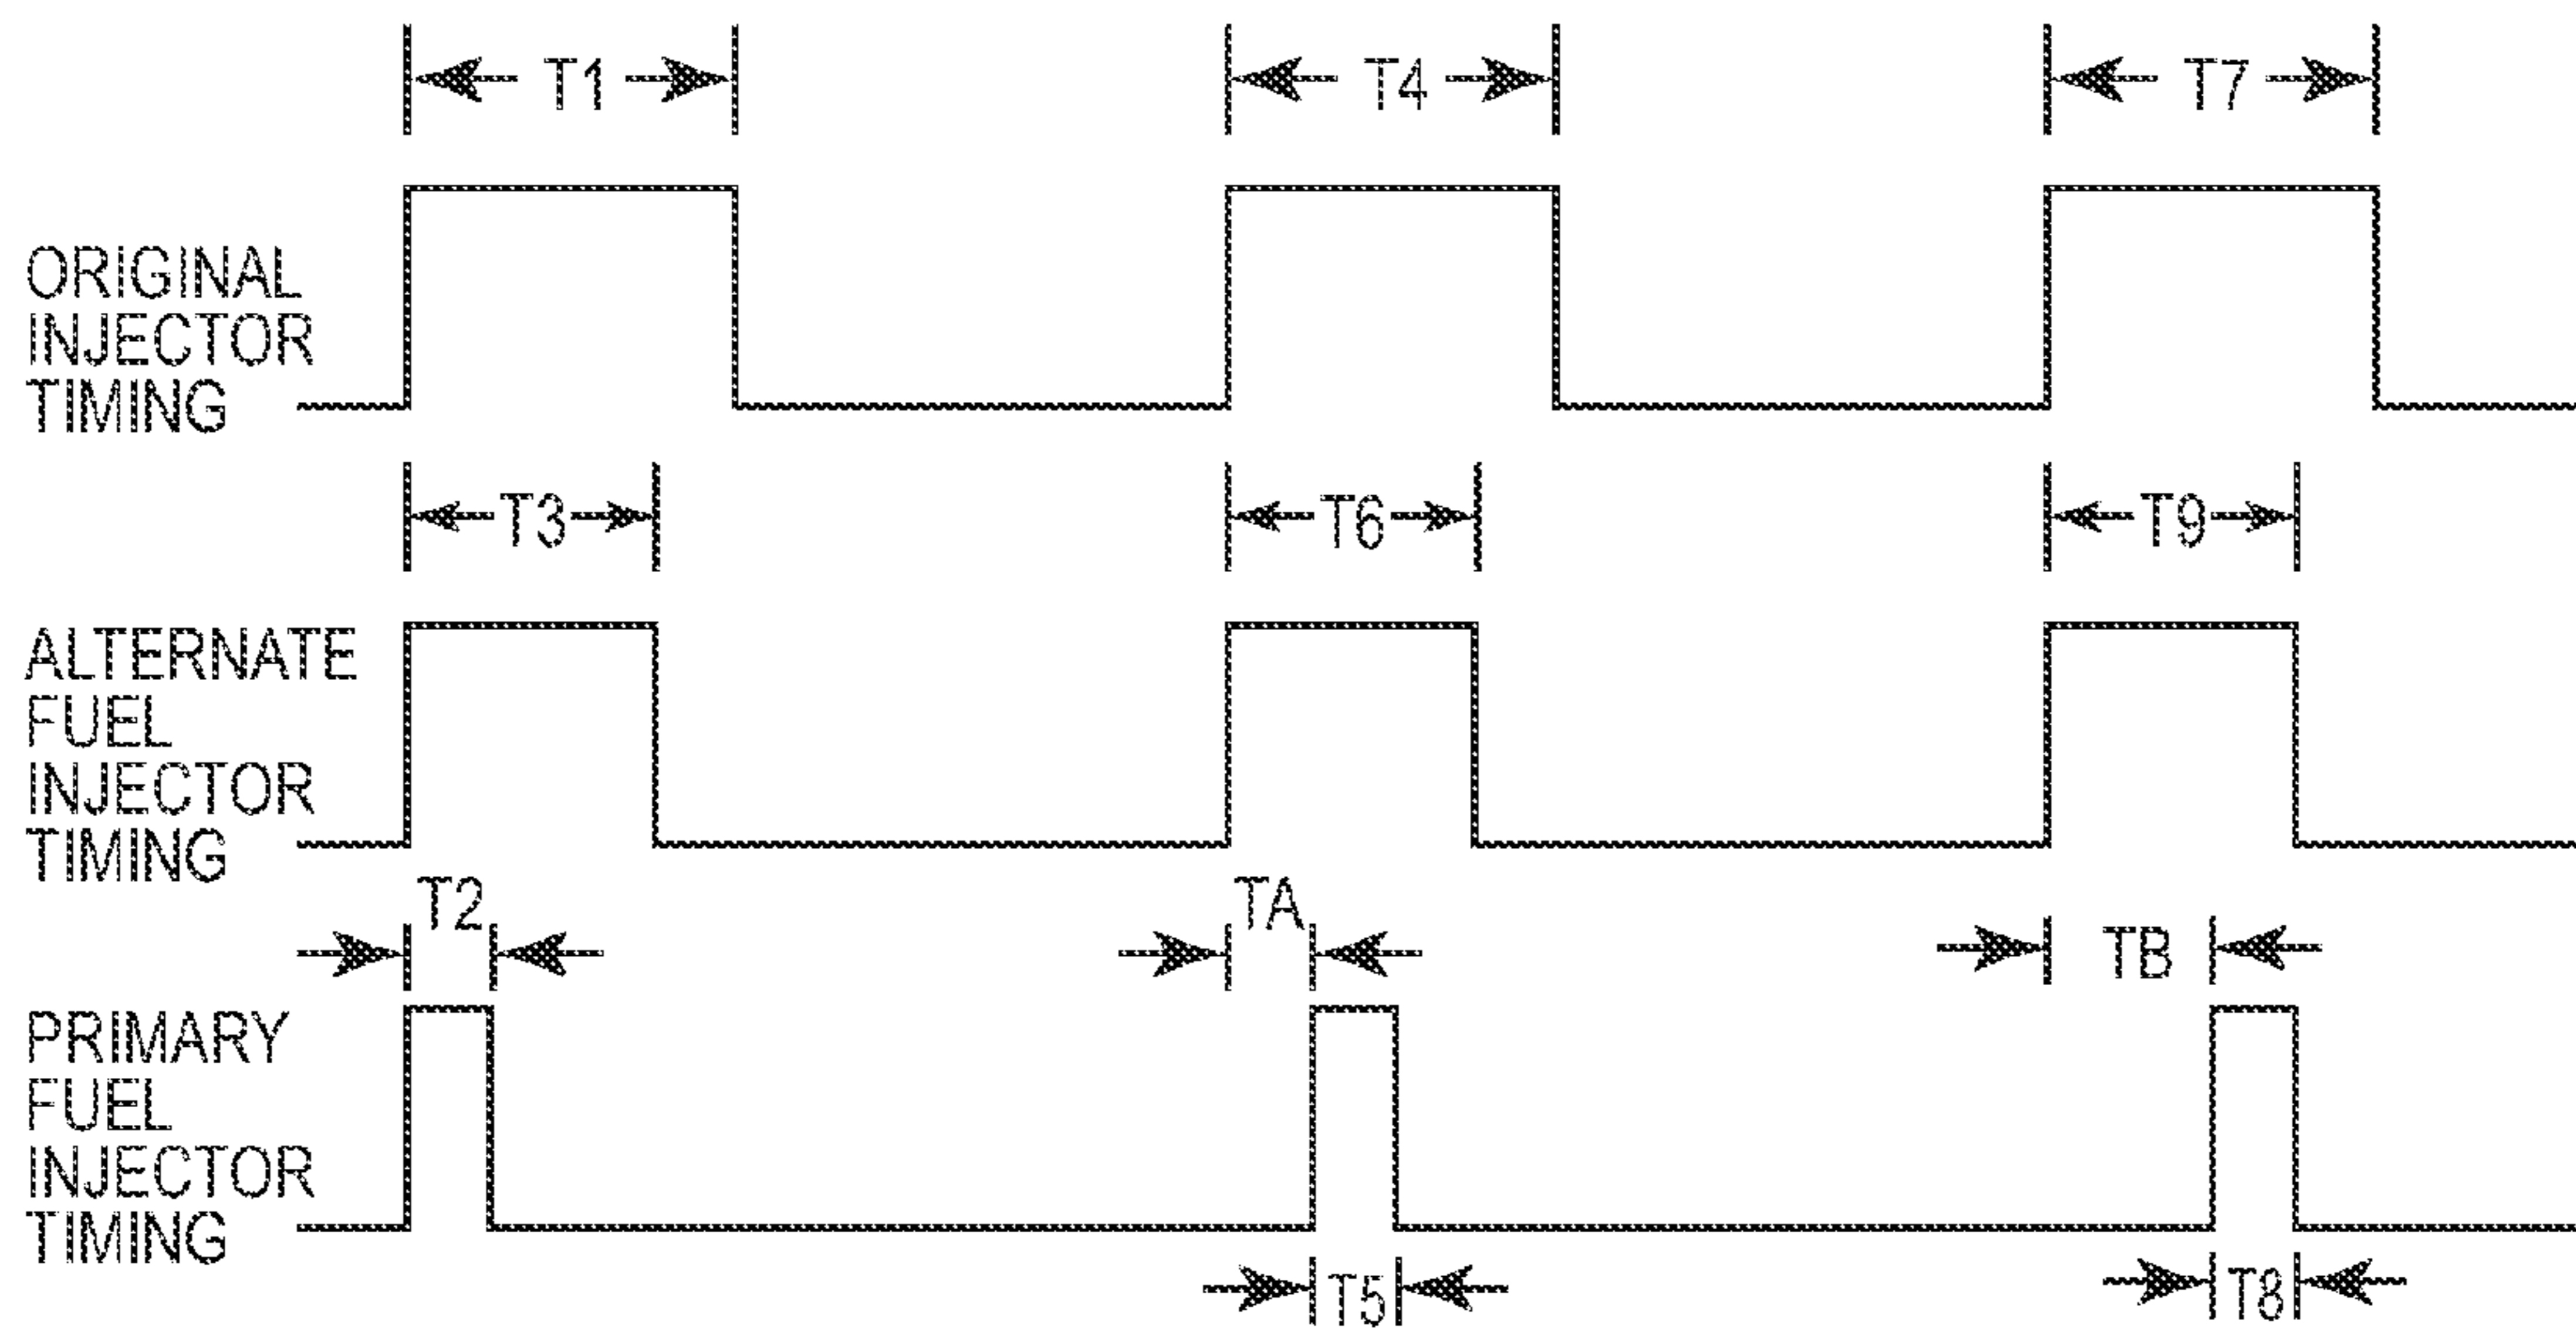 T1 T4 T7
ORIGINAL
INJECTOR
TIMING
T3 T6 T9
ALTERNATE
FUEL
INJECTOR
TIMING
T2 TA TB
PRIMARY
FUEL
INJECTOR
TIMING
T5 T8